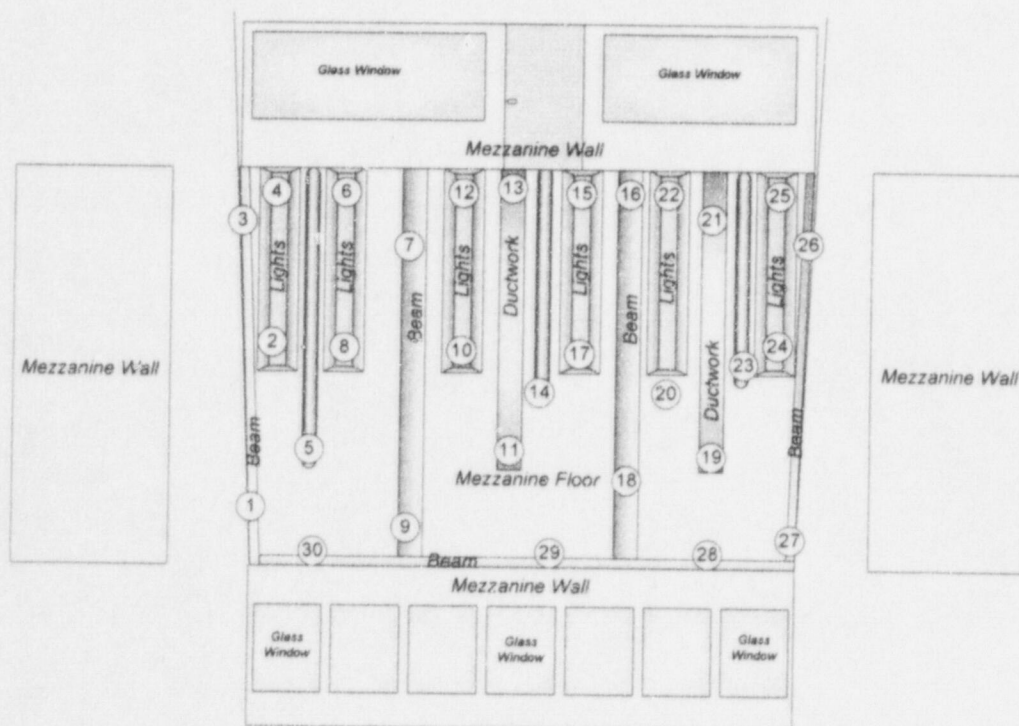 Glass Window
Glass Window
Mezzanine Wall
4
6
12
13
15
16
22
25
3
21
7
26
Lights
Lights
Lights
Ductwork
Lights
Lights
Lights
Beam
Beam
2
8
10
17
24
23
Mezzanine Wall
Mezzanine Wall
14
20
Ductwork
Beam
Beam
5
11
19
Mezzanine Floor
18
1
9
27
30
29
28
Beam
Mezzanine Wall
Glass
Window
Glass
Window
Glass
Window